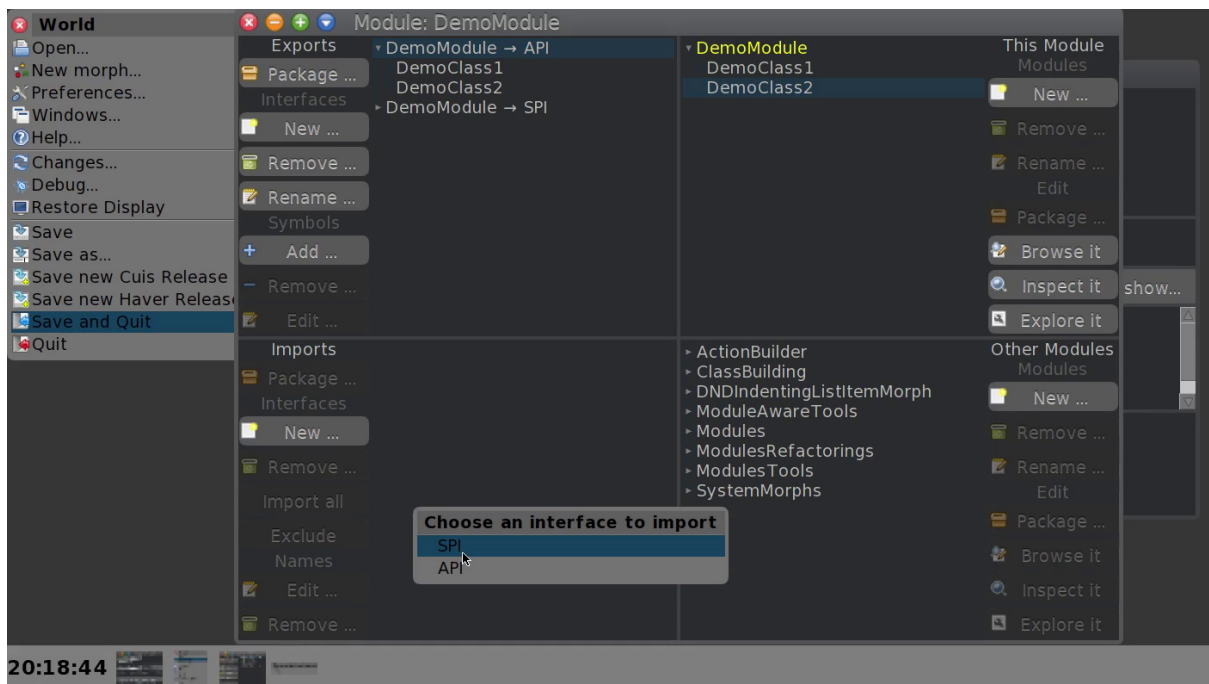 World
Open...
New morph...
Preferences...
Windows...
Help...
Changes...
Debug...
Restore Display
Save
Save as...
Save new Cuis Release
Save new Haver Release
Save and Quit
Quit
Module: DemoModule
Exports
Package ...
Interfaces
New ...
Remove ...
Rename ...
Symbols
Add ...
Remove ...
Edit ...
DemoModule → API
DemoClass1
DemoClass2
DemoModule → SPI
DemoModule
DemoClass1
DemoClass2
This Module
Modules
New ...
Remove ...
Rename ...
Edit
Package ...
Browse it
Inspect it
Explore it
show...
Imports
Package ...
Interfaces
New ...
Remove ...
Import all
Exclude
Names
Edit ...
Remove ...
Choose an interface to import
SPI
API
ActionBuilder
ClassBuilding
DNDIndentingListItemMorph
ModuleAwareTools
Modules
ModulesRefactorings
ModulesTools
SystemMorphs
Other Modules
Modules
New ...
Remove ...
Rename ...
Edit
Package ...
Browse it
Inspect it
Explore it
20:18:44